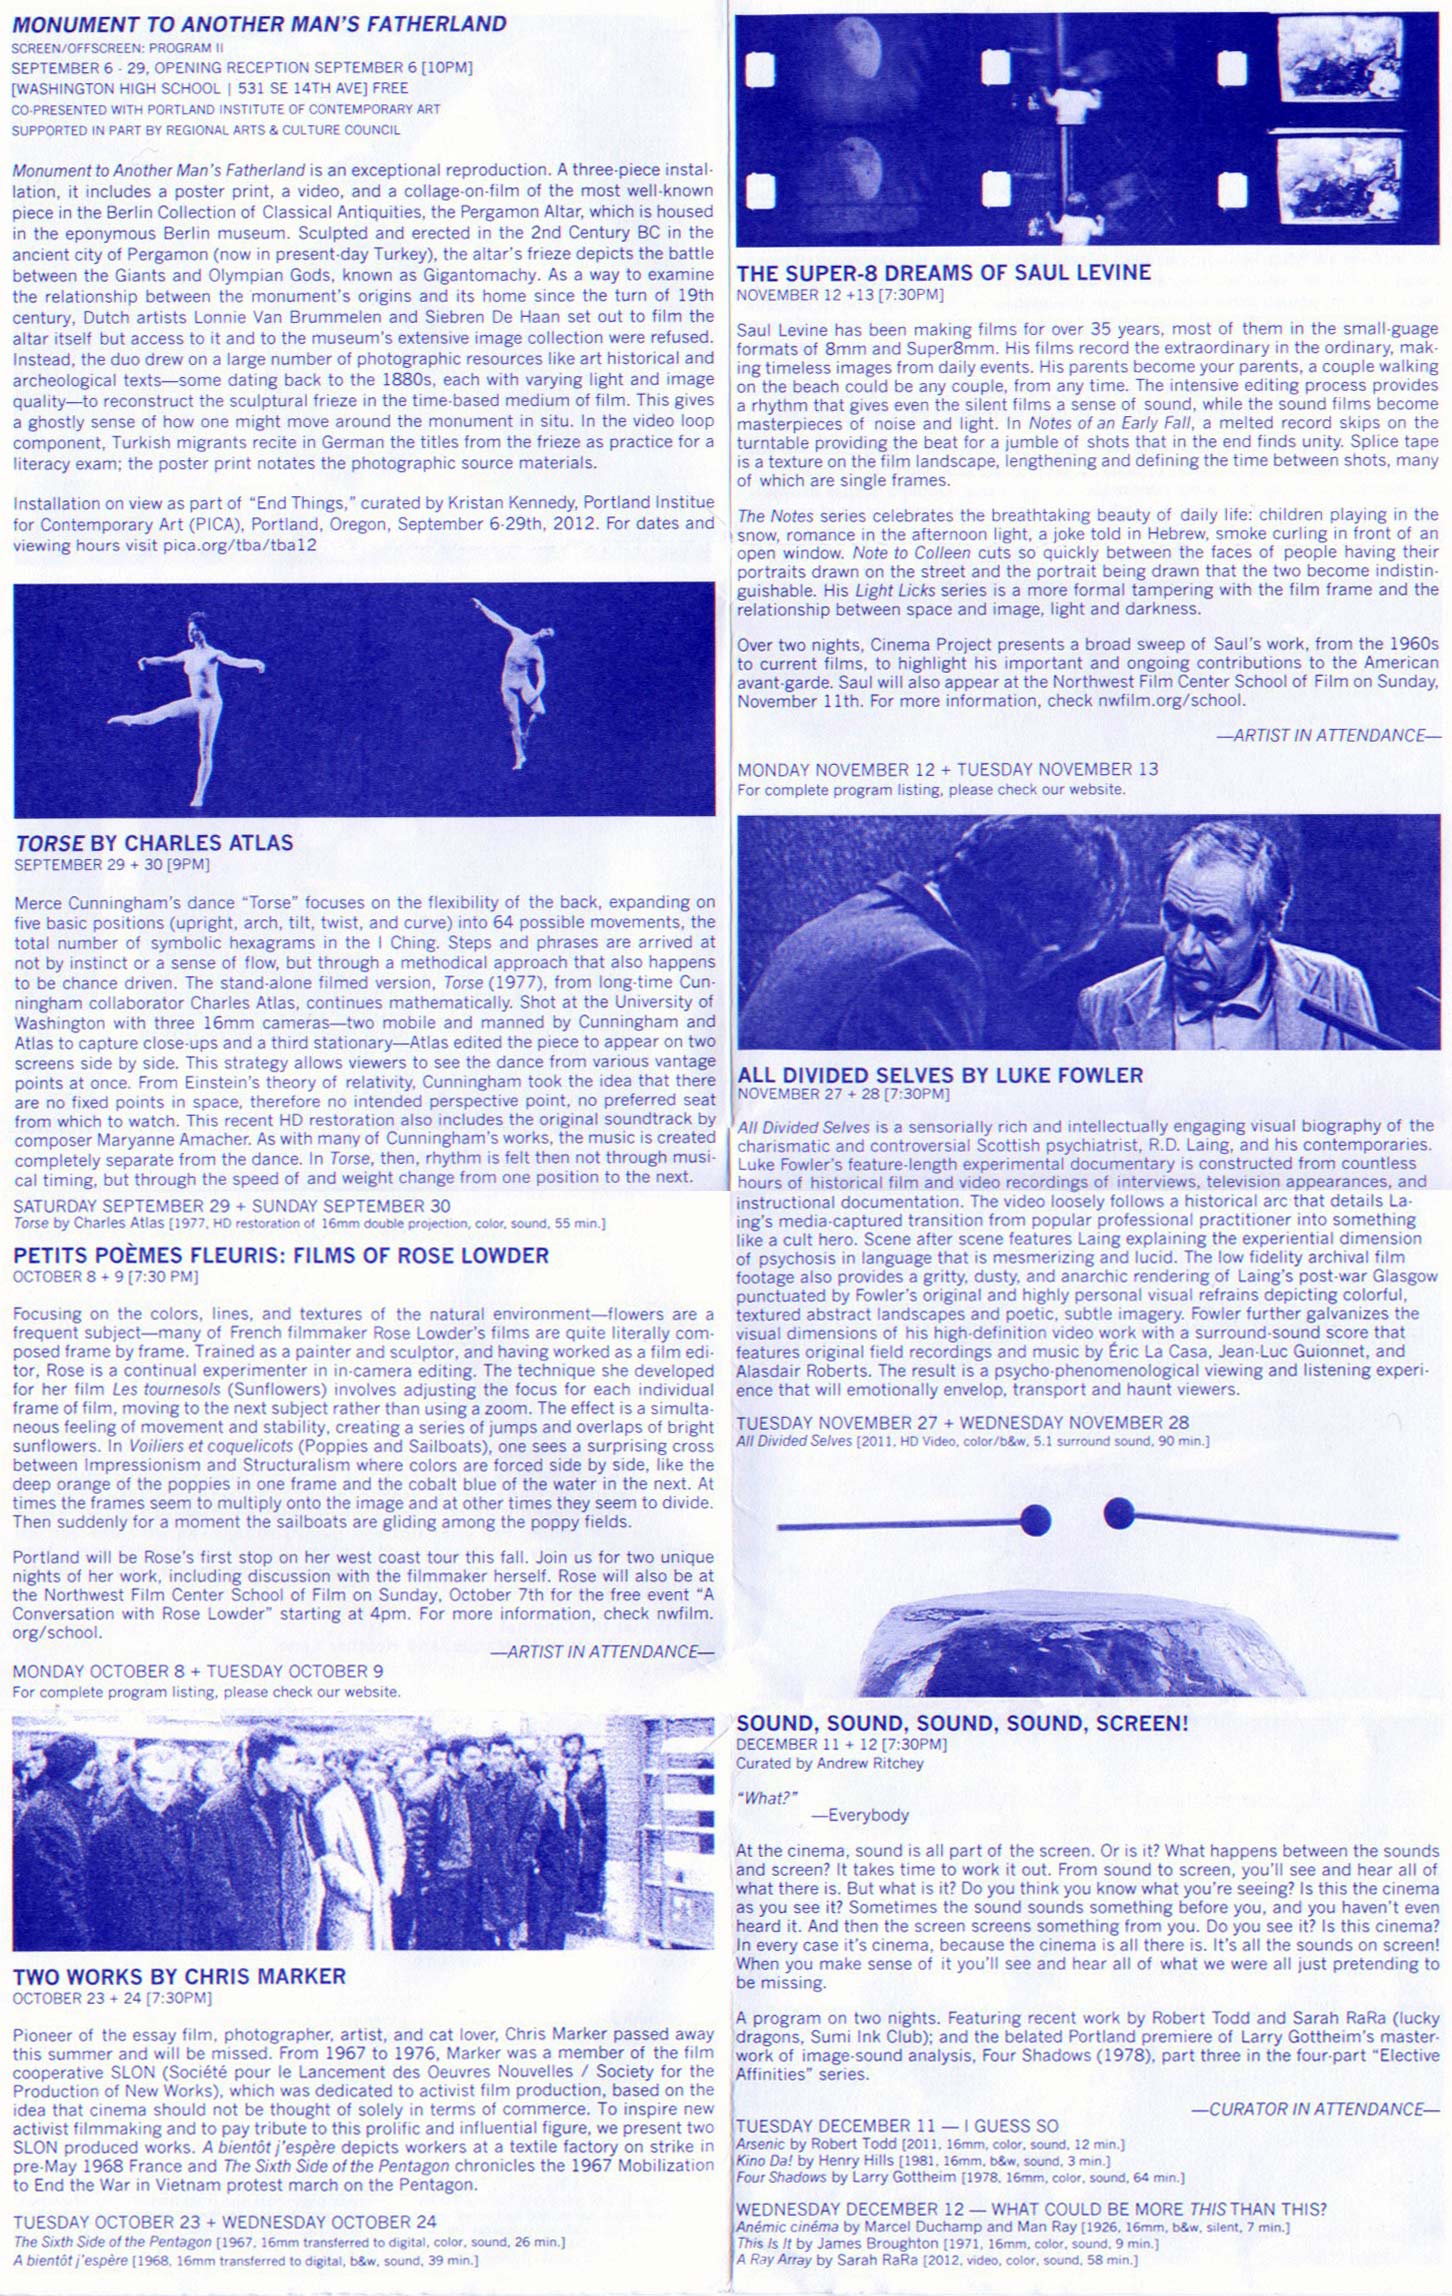 MONUMENT TO ANOTHER MAN'S FATHERLAND
SCREEN/OFFSCREEN: PROGRAM II
SEPTEMBER 6 - 29, OPENING RECEPTION SEPTEMBER 6 [10PM]
[WASHINGTON HIGH SCHOOL | 531 SE 14TH AVE] FREE
CO-PRESENTED WITH PORTLAND INSTITUTE OF CONTEMPORARY ART
SUPPORTED IN PART BY REGIONAL ARTS & CULTURE COUNCIL
Monument to Another Man's Fatherland is an exceptional reproduction. A three-piece instal-
lation, it includes a poster print, a video, and a collage-on-film of the most well-known
piece in the Berlin Collection of Classical Antiquities, the Pergamon Altar, which is housed
in the eponymous Berlin museum. Sculpted and erected in the 2nd Century BC in the
ancient city of Pergamon (now in present-day Turkey), the altar's frieze depicts the battle
between the Giants and Olympian Gods, known as Gigantomachy. As a way to examine
the relationship between the monument's origins and its home since the turn of 19th
century, Dutch artists Lonnie Van Brummelen and Siebren De Haan set out to film the
altar itself but access to it and to the museum's extensive image collection were refused.
Instead, the duo drew on a large number of photographic resources like art historical and
archeological texts—some dating back to the 1880s, each with varying light and image
quality—to reconstruct the sculptural frieze in the time-based medium of film. This gives
a ghostly sense of how one might move around the monument in situ. In the video loop
component, Turkish migrants recite in German the titles from the frieze as practice for a
literacy exam; the poster print notates the photographic source materials.
Installation on view as part of "End Things," curated by Kristan Kennedy, Portland Institue
for Contemporary Art (PICA), Portland, Oregon, September 6-29th, 2012. For dates and
viewing hours visit pica.org/tba/tba12
TORSE BY CHARLES ATLAS
SEPTEMBER 29 + 30 [9PM]
Merce Cunningham's dance "Torse" focuses on the flexibility of the back, expanding on
five basic positions (upright, arch, tilt, twist, and curve) into 64 possible movements, the
total number of symbolic hexagrams in the I Ching. Steps and phrases are arrived at
not by instinct or a sense of flow, but through a methodical approach that also happens
to be chance driven. The stand-alone filmed version, Torse (1977), from long-time Cun-
ningham collaborator Charles Atlas, continues mathematically. Shot at the University of
Washington with three 16mm cameras—two mobile and manned by Cunningham and
Atlas to capture close-ups and a third stationary—Atlas edited the piece to appear on two
screens side by side. This strategy allows viewers to see the dance from various vantage
points at once. From Einstein's theory of relativity, Cunningham took the idea that there
are no fixed points in space, therefore no intended perspective point, no preferred seat
from which to watch. This recent HD restoration also includes the original soundtrack by
composer Maryanne Amacher. As with many of Cunningham's works, the music is created
completely separate from the dance. In Torse, then, rhythm is felt then not through musi-
cal timing, but through the speed of and weight change from one position to the next.
SATURDAY SEPTEMBER 29 + SUNDAY SEPTEMBER 30
Torse by Charles Atlas [1977, HD restoration of 16mm double projection, color, sound, 55 min.]
PETITS POÈMES FLEURIS: FILMS OF ROSE LOWDER
OCTOBER 8 + 9 [7:30 PM]
Focusing on the colors, lines, and textures of the natural environment—flowers are a
frequent subject—many of French filmmaker Rose Lowder's films are quite literally com-
posed frame by frame. Trained as a painter and sculptor, and having worked as a film edi-
tor, Rose is a continual experimenter in in-camera editing. The technique she developed
for her film Les tournesols (Sunflowers) involves adjusting the focus for each individual
frame of film, moving to the next subject rather than using a zoom. The effect is a simulta-
neous feeling of movement and stability, creating a series of jumps and overlaps of bright
sunflowers. In Voiliers et coquelicots (Poppies and Sailboats), one sees a surprising cross
between Impressionism and Structuralism where colors are forced side by side, like the
deep orange of the poppies in one frame and the cobalt blue of the water in the next. At
times the frames seem to multiply onto the image and at other times they seem to divide.
Then suddenly for a moment the sailboats are gliding among the poppy fields.
Portland will be Rose's first stop on her west coast tour this fall. Join us for two unique
nights of her work, including discussion with the filmmaker herself. Rose will also be at
the Northwest Film Center School of Film on Sunday, October 7th for the free event "A
Conversation with Rose Lowder" starting at 4pm. For more information, check nwfilm.
org/school.
—ARTIST IN ATTENDANCE—
MONDAY OCTOBER 8 + TUESDAY OCTOBER 9
For complete program listing, please check our website.
TWO WORKS BY CHRIS MARKER
OCTOBER 23 + 24 [7:30PM]
Pioneer of the essay film, photographer, artist, and cat lover, Chris Marker passed away
this summer and will be missed. From 1967 to 1976, Marker was a member of the film
cooperative SLON (Société pour le Lancement des Oeuvres Nouvelles / Society for the
Production of New Works), which was dedicated to activist film production, based on the
idea that cinema should not be thought of solely in terms of commerce. To inspire new
activist filmmaking and to pay tribute to this prolific and influential figure, we present two
SLON produced works. A bientôt j'espère depicts workers at a textile factory on strike in
pre-May 1968 France and The Sixth Side of the Pentagon chronicles the 1967 Mobilization
to End the War in Vietnam protest march on the Pentagon.
TUESDAY OCTOBER 23 + WEDNESDAY OCTOBER 24
The Sixth Side of the Pentagon [1967, 16mm transferred to digital, color, sound, 26 min.]
A bientôt j'espère [1968, 16mm transferred to digital, b&w, sound, 39 min.]
THE SUPER-8 DREAMS OF SAUL LEVINE
NOVEMBER 12 +13 [7:30PM]
Saul Levine has been making films for over 35 years, most of them in the small-guage
formats of 8mm and Super8mm. His films record the extraordinary in the ordinary, mak-
ing timeless images from daily events. His parents become your parents, a couple walking
on the beach could be any couple, from any time. The intensive editing process provides
a rhythm that gives even the silent films a sense of sound, while the sound films become
masterpieces of noise and light. In Notes of an Early Fall, a melted record skips on the
turntable providing the beat for a jumble of shots that in the end finds unity. Splice tape
is a texture on the film landscape, lengthening and defining the time between shots, many
of which are single frames.
The Notes series celebrates the breathtaking beauty of daily life: children playing in the
snow, romance in the afternoon light, a joke told in Hebrew, smoke curling in front of an
open window. Note to Colleen cuts so quickly between the faces of people having their
portraits drawn on the street and the portrait being drawn that the two become indistin-
guishable. His Light Licks series is a more formal tampering with the film frame and the
relationship between space and image, light and darkness.
Over two nights, Cinema Project presents a broad sweep of Saul's work, from the 1960s
to current films, to highlight his important and ongoing contributions to the American
avant-garde. Saul will also appear at the Northwest Film Center School of Film on Sunday,
November 11th. For more information, check nwfilm.org/school.
—ARTIST IN ATTENDANCE—
MONDAY NOVEMBER 12 + TUESDAY NOVEMBER 13
For complete program listing, please check our website.
ALL DIVIDED SELVES BY LUKE FOWLER
NOVEMBER 27 + 28 [7:30PM]
All Divided Selves is a sensorially rich and intellectually engaging visual biography of the
charismatic and controversial Scottish psychiatrist, R.D. Laing, and his contemporaries.
Luke Fowler's feature-length experimental documentary is constructed from countless
hours of historical film and video recordings of interviews, television appearances, and
instructional documentation. The video loosely follows a historical arc that details La-
ing's media-captured transition from popular professional practitioner into something
like a cult hero. Scene after scene features Laing explaining the experiential dimension
of psychosis in language that is mesmerizing and lucid. The low fidelity archival film
footage also provides a gritty, dusty, and anarchic rendering of Laing's post-war Glasgow
punctuated by Fowler's original and highly personal visual refrains depicting colorful,
textured abstract landscapes and poetic, subtle imagery. Fowler further galvanizes the
visual dimensions of his high-definition video work with a surround-sound score that
features original field recordings and music by Éric La Casa, Jean-Luc Guionnet, and
Alasdair Roberts. The result is a psycho-phenomenological viewing and listening experi-
ence that will emotionally envelop, transport and haunt viewers.
TUESDAY NOVEMBER 27 + WEDNESDAY NOVEMBER 28
All Divided Selves [2011, HD Video, color/b&w, 5.1 surround sound, 90 min.]
SOUND, SOUND, SOUND, SOUND, SCREEN!
DECEMBER 11 + 12 [7:30PM]
Curated by Andrew Ritchey
"What?"
—Everybody
At the cinema, sound is all part of the screen. Or is it? What happens between the sounds
and screen? It takes time to work it out. From sound to screen, you'll see and hear all of
what there is. But what is it? Do you think you know what you're seeing? Is this the cinema
as you see it? Sometimes the sound sounds something before you, and you haven't even
heard it. And then the screen screens something from you. Do you see it? Is this cinema?
In every case it's cinema, because the cinema is all there is. It's all the sounds on screen!
When you make sense of it you'll see and hear all of what we were all just pretending to
be missing.
A program on two nights. Featuring recent work by Robert Todd and Sarah RaRa (lucky
dragons, Sumi Ink Club); and the belated Portland premiere of Larry Gottheim's master-
work of image-sound analysis, Four Shadows (1978), part three in the four-part "Elective
Affinities" series.
—CURATOR IN ATTENDANCE—
TUESDAY DECEMBER 11 — I GUESS SO
Arsenic by Robert Todd [2011, 16mm, color, sound, 12 min.]
Kino Da! by Henry Hills [1981, 16mm, b&w, sound, 3 min.]
Four Shadows by Larry Gottheim [1978, 16mm, color, sound, 64 min.]
WEDNESDAY DECEMBER 12 — WHAT COULD BE MORE THIS THAN THIS?
Anémic cinéma by Marcel Duchamp and Man Ray [1926, 16mm, b&w, silent, 7 min.]
This Is It by James Broughton [1971, 16mm, color, sound, 9 min.]
A Ray Array by Sarah RaRa [2012, video, color, sound, 58 min.]